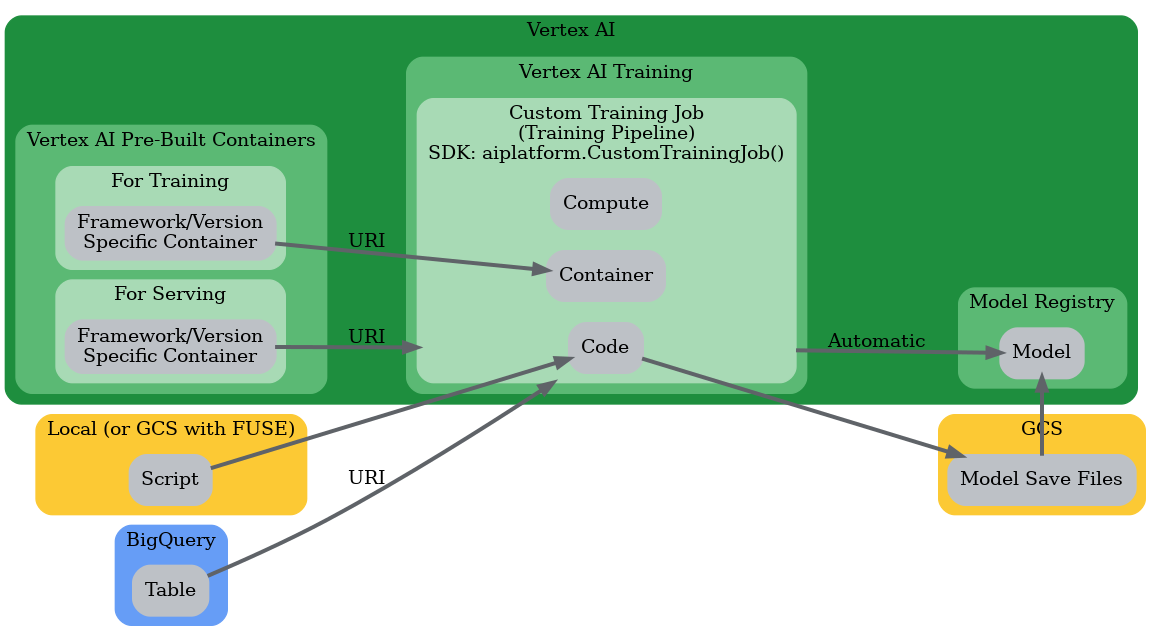 Vertex AI
Vertex AI Training
Custom Training Job
(Training Pipeline)
SDK: aiplatform.CustomTrainingJob()
Vertex AI Pre-Built Containers
For Training
Framework/Version
Specific Container
URI
Compute
Container
For Serving
Framework/Version
Specific Container
URI
Code
Automatic
Model Registry
Model
Local (or GCS with FUSE)
Script
GCS
Model Save Files
URI
BigQuery
Table